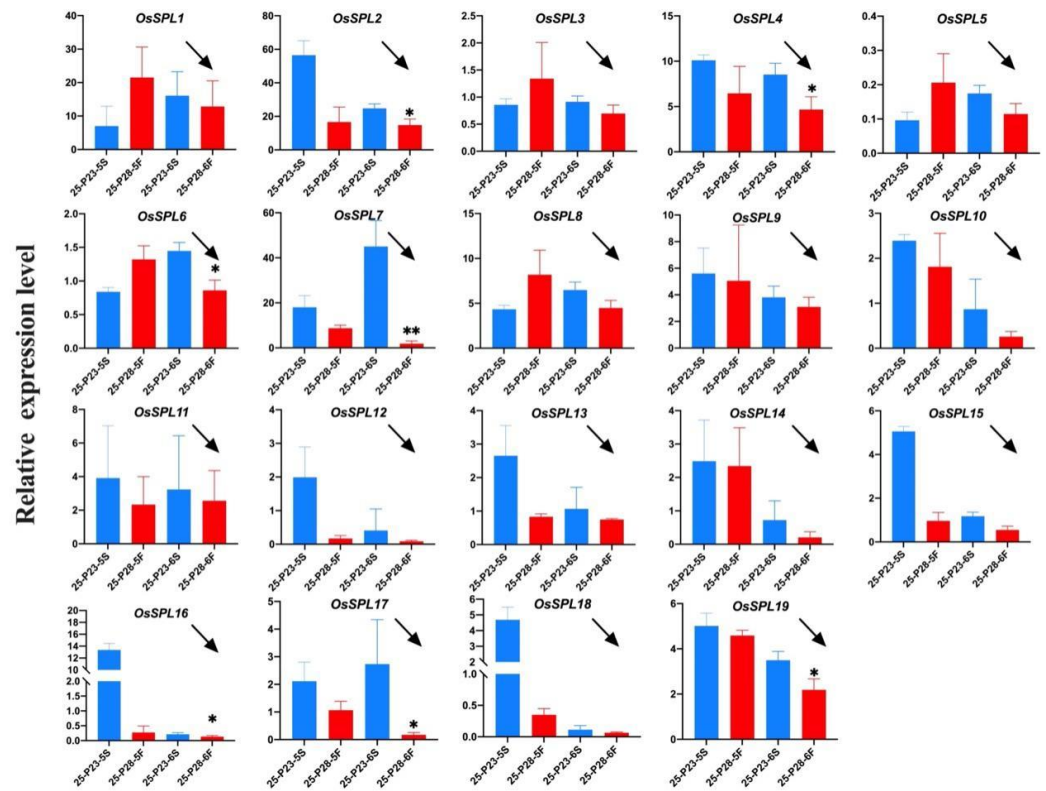 Relative expression level
OsSPL1
40
30
20
10
0
25-P23-5S
25-P28-5F
25-P23-6S
25-P28-6F
OsSPL2
80
60
40
20
0
*
25-P23-5S
25-P28-5F
25-P23-6S
25-P28-6F
OsSPL3
2.5
2.0
1.5
1.0
0.5
0.0
25-P23-5S
25-P28-5F
25-P23-6S
25-P28-6F
OsSPL4
15
10
5
0
*
25-P23-5S
25-P28-5F
25-P23-6S
25-P28-6F
OsSPL5
0.4
0.3
0.2
0.1
0.0
25-P23-5S
25-P28-5F
25-P23-6S
25-P28-6F
OsSPL6
2.0
1.5
1.0
0.5
0.0
*
25-P23-5S
25-P28-5F
25-P23-6S
25-P28-6F
OsSPL7
60
40
20
0
**
25-P23-5S
25-P28-5F
25-P23-6S
25-P28-6F
OsSPL8
15
10
5
0
25-P23-5S
25-P28-5F
25-P23-6S
25-P28-6F
OsSPL9
10
8
6
4
2
0
25-P23-5S
25-P28-5F
25-P23-6S
25-P28-6F
OsSPL10
3
2
1
0
25-P23-5S
25-P28-5F
25-P23-6S
25-P28-6F
OsSPL11
8
6
4
2
0
25-P23-5S
25-P28-5F
25-P23-6S
25-P28-6F
OsSPL12
4
3
2
1
0
25-P23-5S
25-P28-5F
25-P23-6S
25-P28-6F
OsSPL13
4
3
2
1
0
25-P23-5S
25-P28-5F
25-P23-6S
25-P28-6F
OsSPL14
4
3
2
1
0
25-P23-5S
25-P28-5F
25-P23-6S
25-P28-6F
OsSPL15
6
4
2
0
25-P23-5S
25-P28-5F
25-P23-6S
25-P28-6F
OsSPL16
20
18
16
14
12
10
2.0
1.5
1.0
0.5
0.0
*
25-P23-5S
25-P28-5F
25-P23-6S
25-P28-6F
OsSPL17
5
4
3
2
1
0
*
25-P23-5S
25-P28-5F
25-P23-6S
25-P28-6F
OsSPL18
6
5
4
3
2
1.0
0.5
0.0
25-P23-5S
25-P28-5F
25-P23-6S
25-P28-6F
OsSPL19
6
4
2
0
*
25-P23-5S
25-P28-5F
25-P23-6S
25-P28-6F